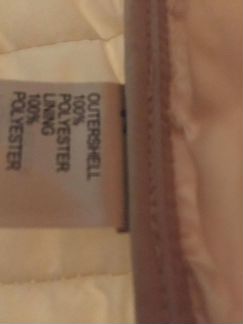 OUTERSHELL
100%
POLYESTER
LINING
100%
POLYESTER